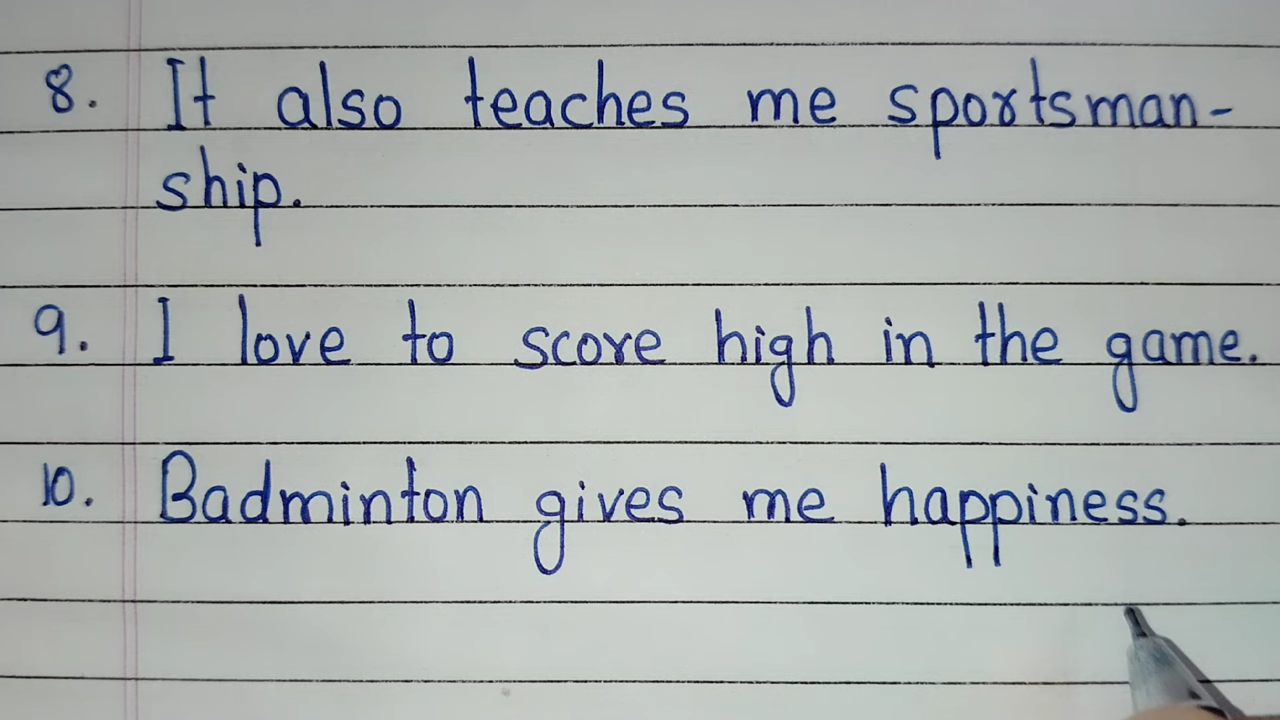 8. It also teaches me sportsman-
ship.
9. I love to score high in the game.
10. Badminton gives me happiness.